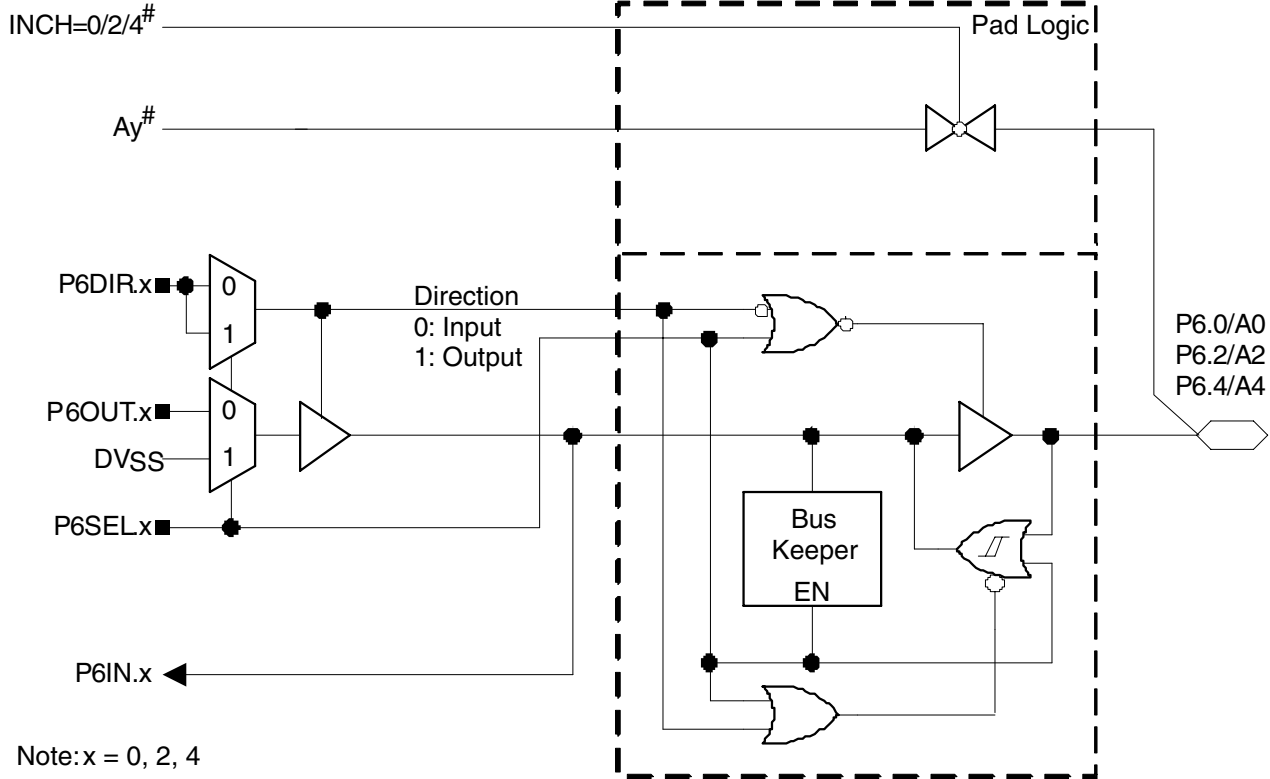 INCH=0/2/4#
Pad Logic
Ay#
P6DIR.x
0
1
Direction
0: Input
1: Output
P6.0/A0
P6.2/A2
P6.4/A4
P6OUT.x
0
DVSS
1
P6SEL.x
Bus
Keeper
EN
P6IN.x
Note: x = 0, 2, 4